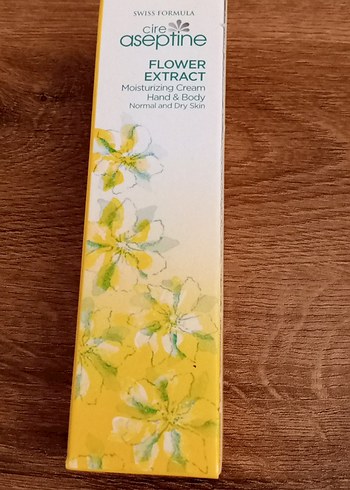 SWISS FORMULA
cire
aseptine
FLOWER
EXTRACT
Moisturizing Cream
Hand & Body
Normal and Dry Skin